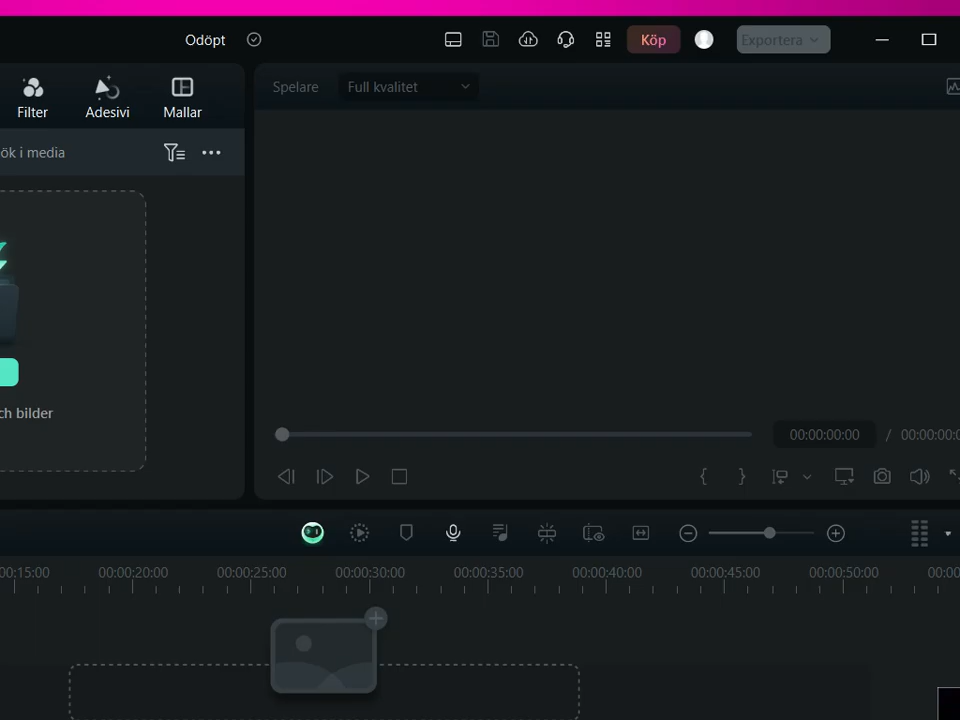 Odöpt
Köp
Exportera
Filter
Adesivi
Mallar
Spelare
Full kvalitet
ök i media
ch bilder
00:00:00:00
/
00:00:00:0
00:15:00
00:00:20:00
00:00:25:00
00:00:30:00
00:00:35:00
00:00:40:00
00:00:45:00
00:00:50:00
00:00